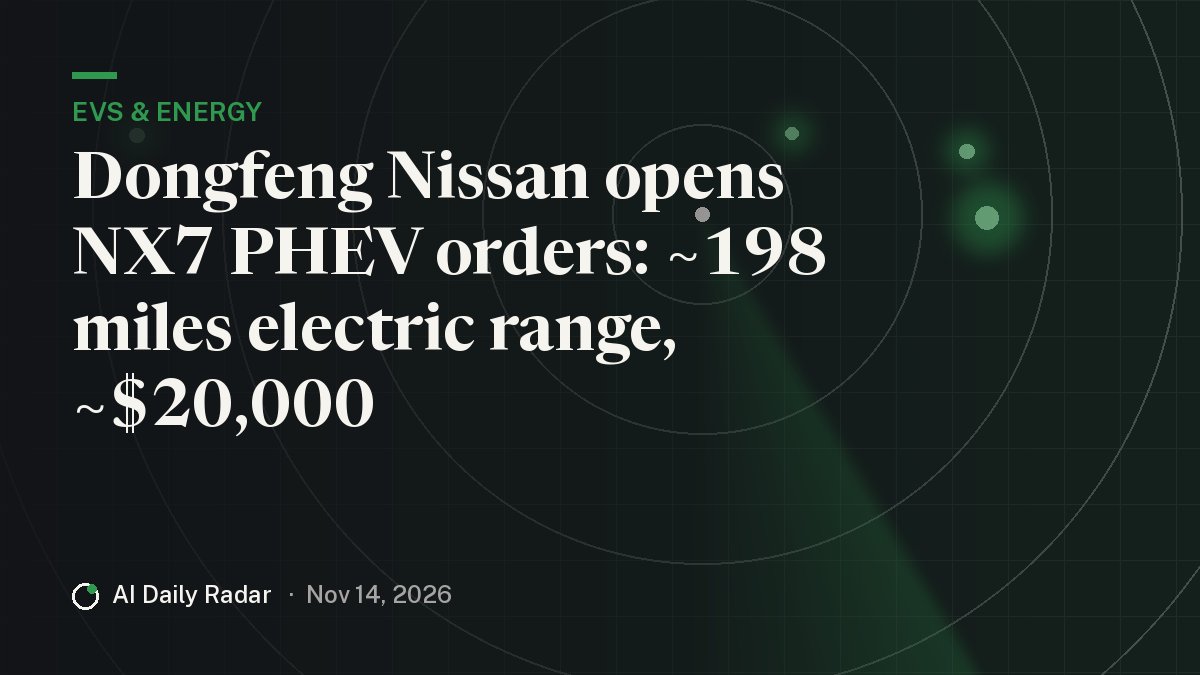 EVS & ENERGY
Dongfeng Nissan opens
NX7 PHEV orders: ~198
miles electric range,
~$20,000
AI Daily Radar · Nov 14, 2026